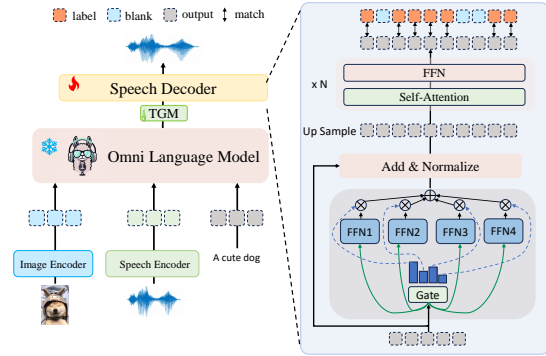 label blank output match
Speech Decoder
TGM
Omni Language Model
Image Encoder
Speech Encoder
A cute dog
x N
FFN
Self-Attention
Up Sample
Add & Normalize
FFN1 FFN2 FFN3 FFN4
Gate